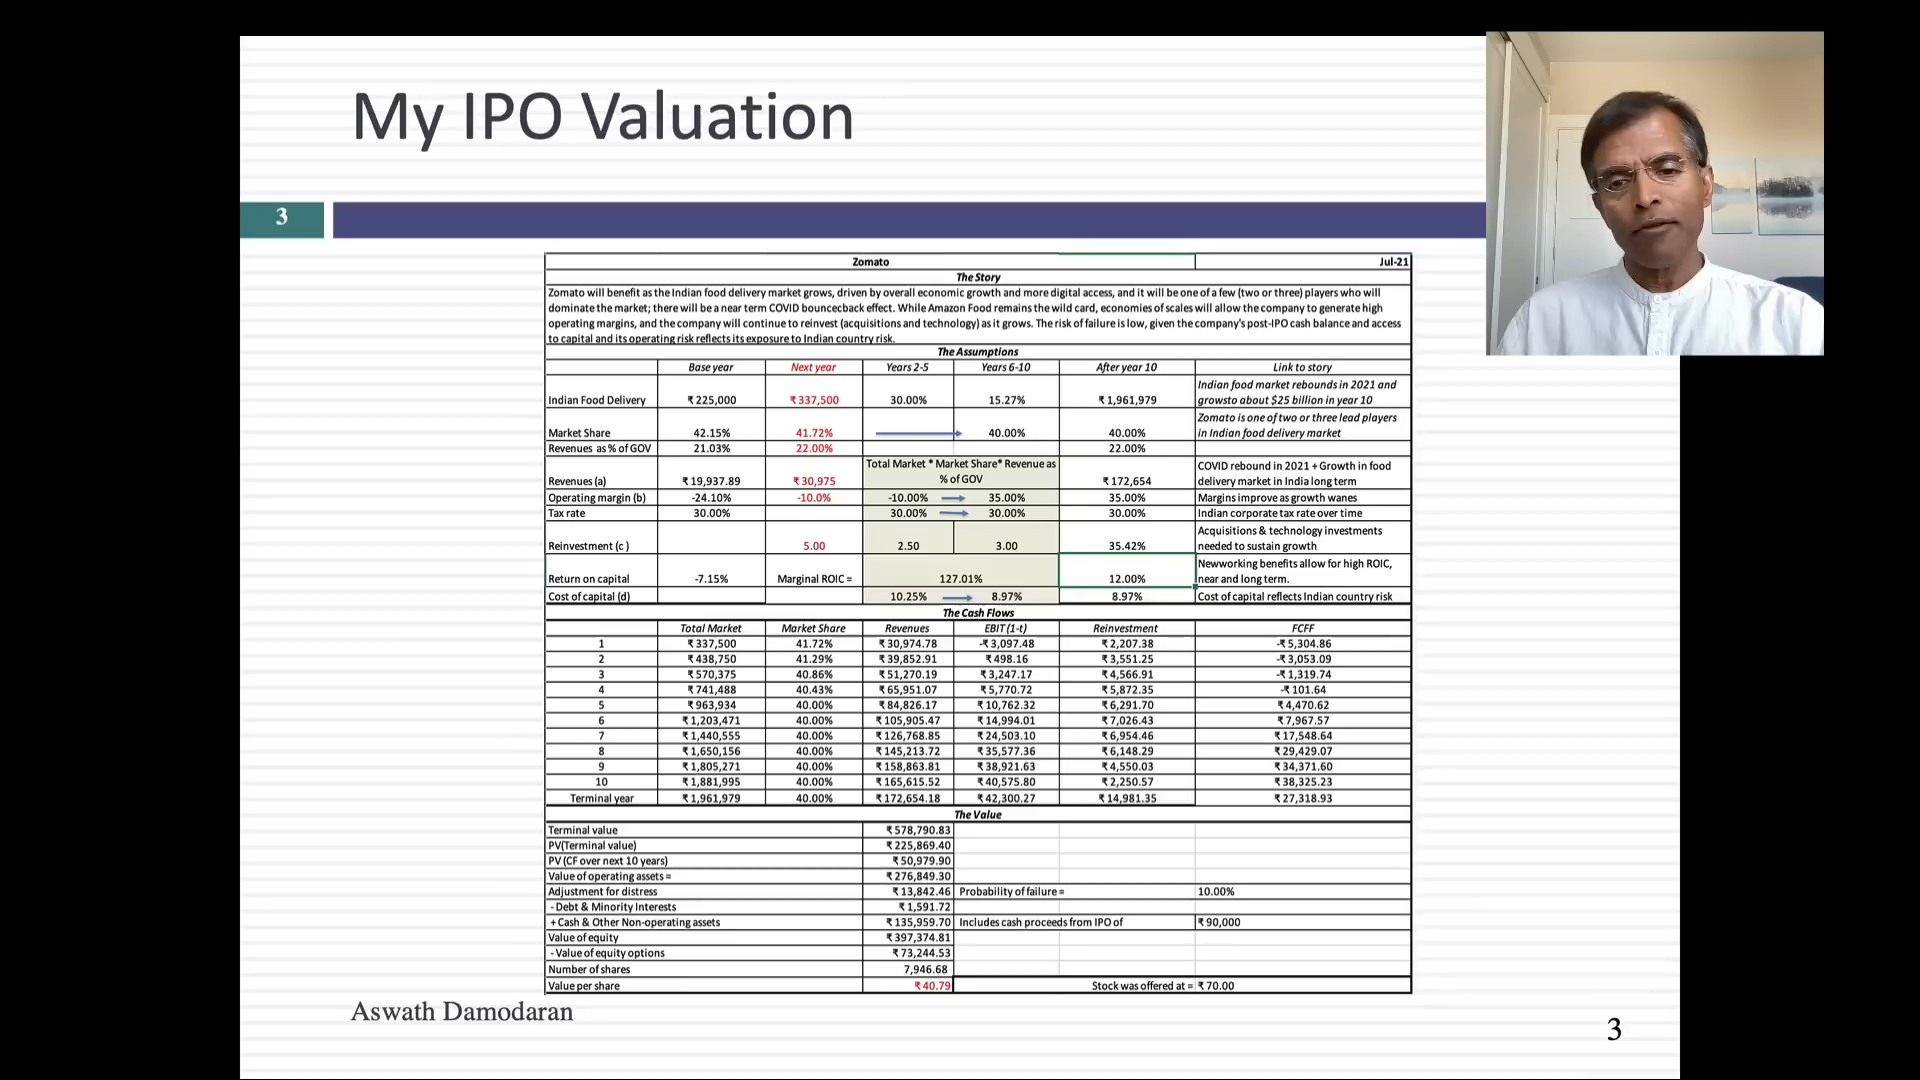 My IPO Valuation
3
Zomato Jul-21
The Story
Zomato will benefit as the Indian food delivery market grows, driven by overall economic growth and more digital access, and it will be one of a few (two or three) players who will
dominate the market; there will be a near term COVID bouncecback effect. While Amazon Food remains the wild card, economies of scales will allow the company to generate high
operating margins, and the company will continue to reinvest (acquisitions and technology) as it grows. The risk of failure is low, given the company's post-IPO cash balance and access
to capital and its operating risk reflects its exposure to Indian country risk.
The Assumptions
Base year Next year Years 2-5 Years 6-10 After year 10 Link to story
Indian Food Delivery ₹ 225,000 ₹ 337,500 30.00% 15.27% ₹ 1,961,979 Indian food market rebounds in 2021 and
growsto about $25 billion in year 10
Market Share 42.15% 41.72% 40.00% 40.00% Zomato is one of two or three lead players
in Indian food delivery market
Revenues as % of GOV 21.03% 22.00% 22.00%
Total Market * Market Share* Revenue as
% of GOV
Revenues (a) ₹ 19,937.89 ₹ 30,975 ₹ 172,654 COVID rebound in 2021 + Growth in food
delivery market in India long term
Operating margin (b) -24.10% -10.0% -10.00% 35.00% 35.00% Margins improve as growth wanes
Tax rate 30.00% 30.00% 30.00% 30.00% Indian corporate tax rate over time
Reinvestment (c ) 5.00 2.50 3.00 35.42% Acquisitions & technology investments
needed to sustain growth
Return on capital -7.15% Marginal ROIC = 127.01% 12.00% Newworking benefits allow for high ROIC,
near and long term.
Cost of capital (d) 10.25% 8.97% 8.97% Cost of capital reflects Indian country risk
The Cash Flows
Total Market Market Share Revenues EBIT (1-t) Reinvestment FCFF
1 ₹ 337,500 41.72% ₹ 30,974.78 -₹ 3,097.48 ₹ 2,207.38 -₹ 5,304.86
2 ₹ 438,750 41.29% ₹ 39,852.91 ₹ 498.16 ₹ 3,551.25 -₹ 3,053.09
3 ₹ 570,375 40.86% ₹ 51,270.19 ₹ 3,247.17 ₹ 4,566.91 -₹ 1,319.74
4 ₹ 741,488 40.43% ₹ 65,951.07 ₹ 5,770.72 ₹ 5,872.35 -₹ 101.64
5 ₹ 963,934 40.00% ₹ 84,826.17 ₹ 10,762.32 ₹ 6,291.70 ₹ 4,470.62
6 ₹ 1,203,471 40.00% ₹ 105,905.47 ₹ 14,994.01 ₹ 7,026.43 ₹ 7,967.57
7 ₹ 1,440,555 40.00% ₹ 126,768.85 ₹ 24,503.10 ₹ 6,954.46 ₹ 17,548.64
8 ₹ 1,650,156 40.00% ₹ 145,213.72 ₹ 35,577.36 ₹ 6,148.29 ₹ 29,429.07
9 ₹ 1,805,271 40.00% ₹ 158,863.81 ₹ 38,921.63 ₹ 4,550.03 ₹ 34,371.60
10 ₹ 1,881,995 40.00% ₹ 165,615.52 ₹ 40,575.80 ₹ 2,250.57 ₹ 38,325.23
Terminal year ₹ 1,961,979 40.00% ₹ 172,654.18 ₹ 42,300.27 ₹ 14,981.35 ₹ 27,318.93
The Value
Terminal value ₹ 578,790.83
PV(Terminal value) ₹ 225,869.40
PV (CF over next 10 years) ₹ 50,979.90
Value of operating assets = ₹ 276,849.30
Adjustment for distress ₹ 13,842.46 Probability of failure = 10.00%
- Debt & Minority Interests ₹ 1,591.72
+ Cash & Other Non-operating assets ₹ 135,959.70 Includes cash proceeds from IPO of ₹ 90,000
Value of equity ₹ 397,374.81
- Value of equity options ₹ 73,244.53
Number of shares 7,946.68
Value per share ₹ 40.79 Stock was offered at = ₹ 70.00
Aswath Damodaran
3